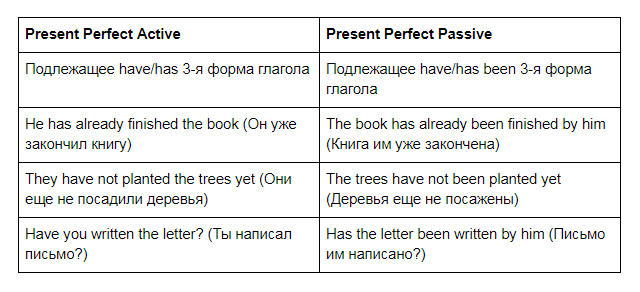 Present Perfect Active
Present Perfect Passive
Подлежащее have/has 3-я форма глагола
Подлежащее have/has been 3-я форма
глагола
He has already finished the book (Он уже
закончил книгу)
The book has already been finished by him
(Книга им уже закончена)
They have not planted the trees yet (Они
еще не посадили деревья)
The trees have not been planted yet
(Деревья еще не посажены)
Have you written the letter? (Ты написал
письмо?)
Has the letter been written by him (Письмо
им написано?)